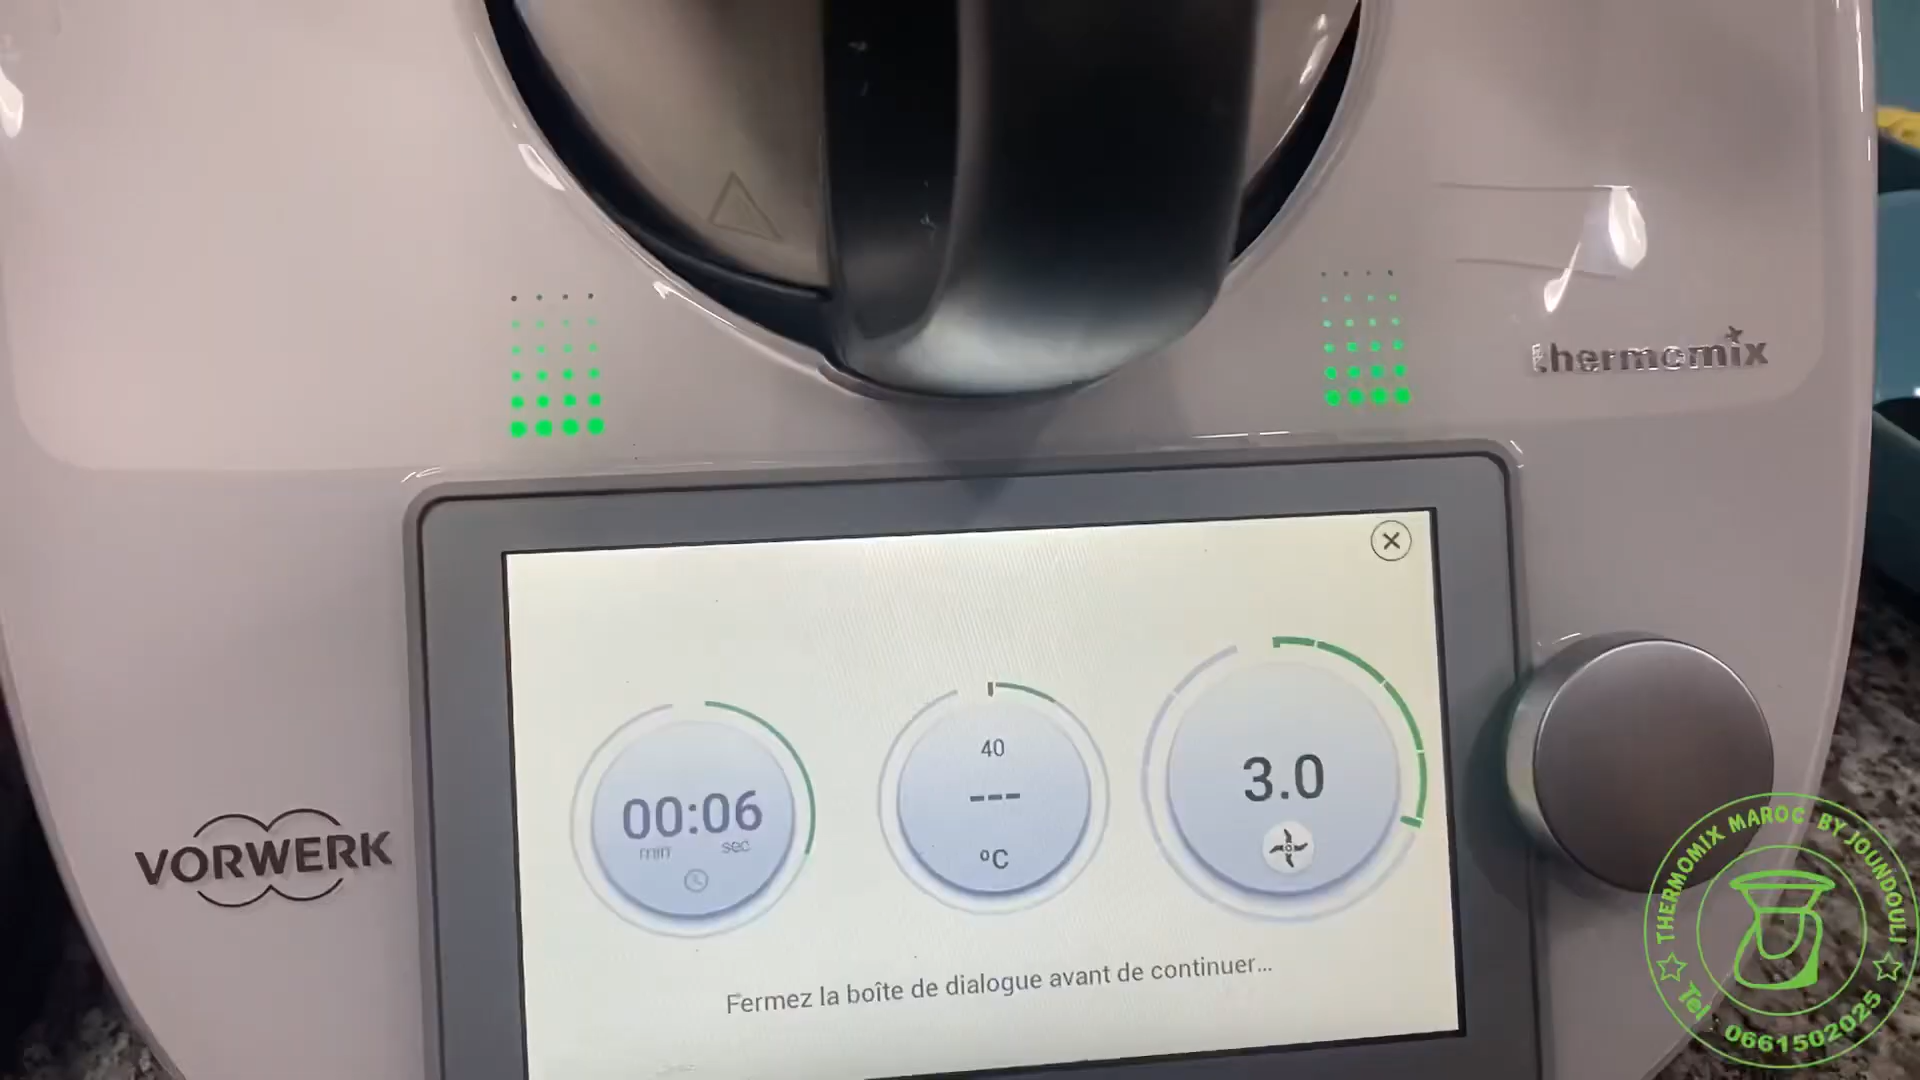 thermomix
VORWERK
00:06
min sec
40
---
°C
3.0
Fermez la boîte de dialogue avant de continuer...
THERMOMIX MAROC BY JOUNDOULI
Tel : 0661502025